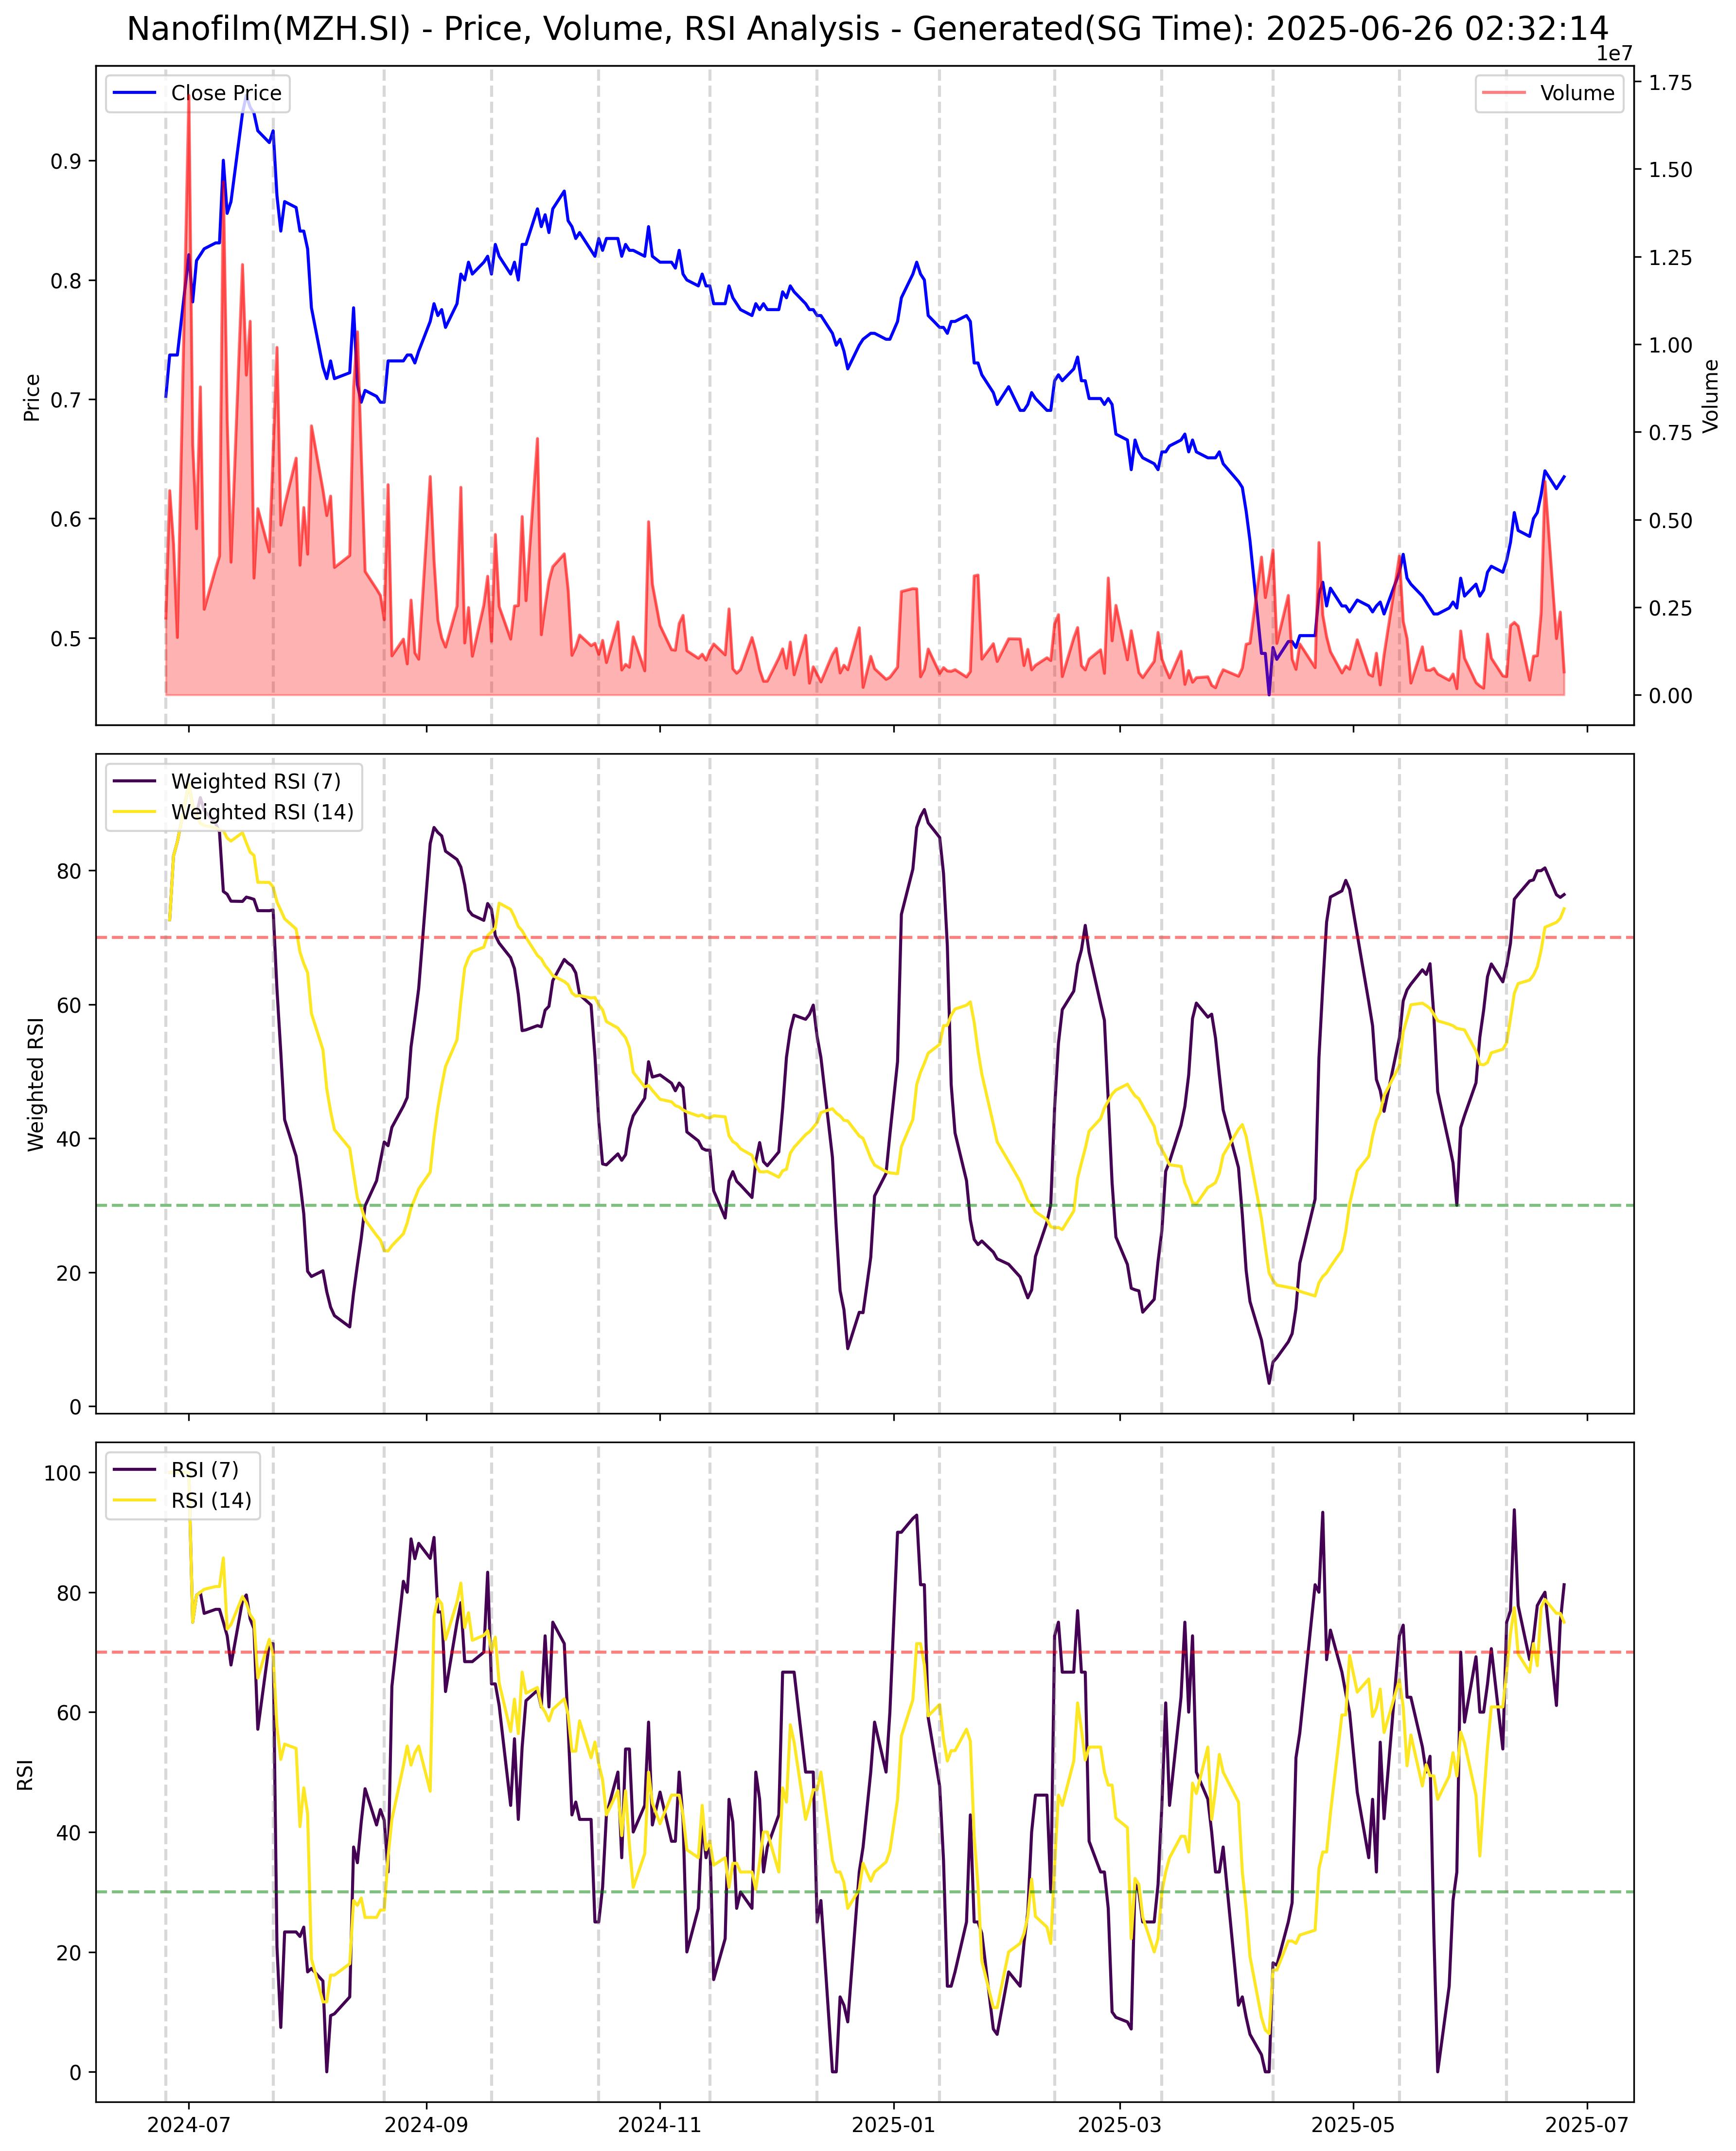 Nanofilm(MZH.SI) - Price, Volume, RSI Analysis - Generated(SG Time): 2025-06-26 02:32:14
1e7
Close Price
Volume
0.9
0.8
0.7
0.6
0.5
Price
1.75
1.50
1.25
1.00
0.75
0.50
0.25
0.00
Volume
Weighted RSI (7)
Weighted RSI (14)
80
60
40
20
0
Weighted RSI
RSI (7)
RSI (14)
100
80
60
40
20
0
RSI
2024-07
2024-09
2024-11
2025-01
2025-03
2025-05
2025-07